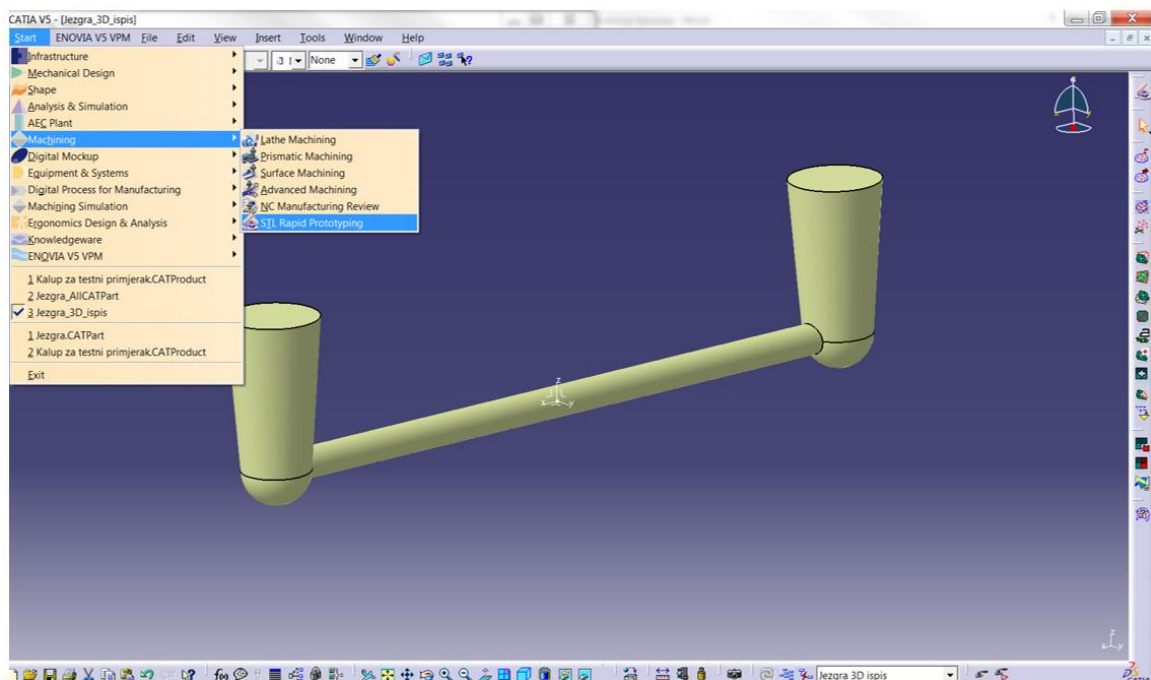 CATIA V5 - [Jezgra_3D_ispis]
Start ENOVIA V5 VPM File Edit View Insert Tools Window Help
None
Infrastructure
Mechanical Design
Shape
Analysis & Simulation
AEC Plant
Machining
Digital Mockup
Equipment & Systems
Digital Process for Manufacturing
Machining Simulation
Ergonomics Design & Analysis
Knowledgeware
ENOVIA V5 VPM
1 Kalup za testni primjerak.CATProduct
2 Jezgra_AllCATPart
3 Jezgra_3D_ispis
1 Jezgra.CATPart
2 Kalup za testni primjerak.CATProduct
Exit
Lathe Machining
Prismatic Machining
Surface Machining
Advanced Machining
NC Manufacturing Review
STL Rapid Prototyping
z
x y
z
x
f(x)
Jezgra 3D ispis